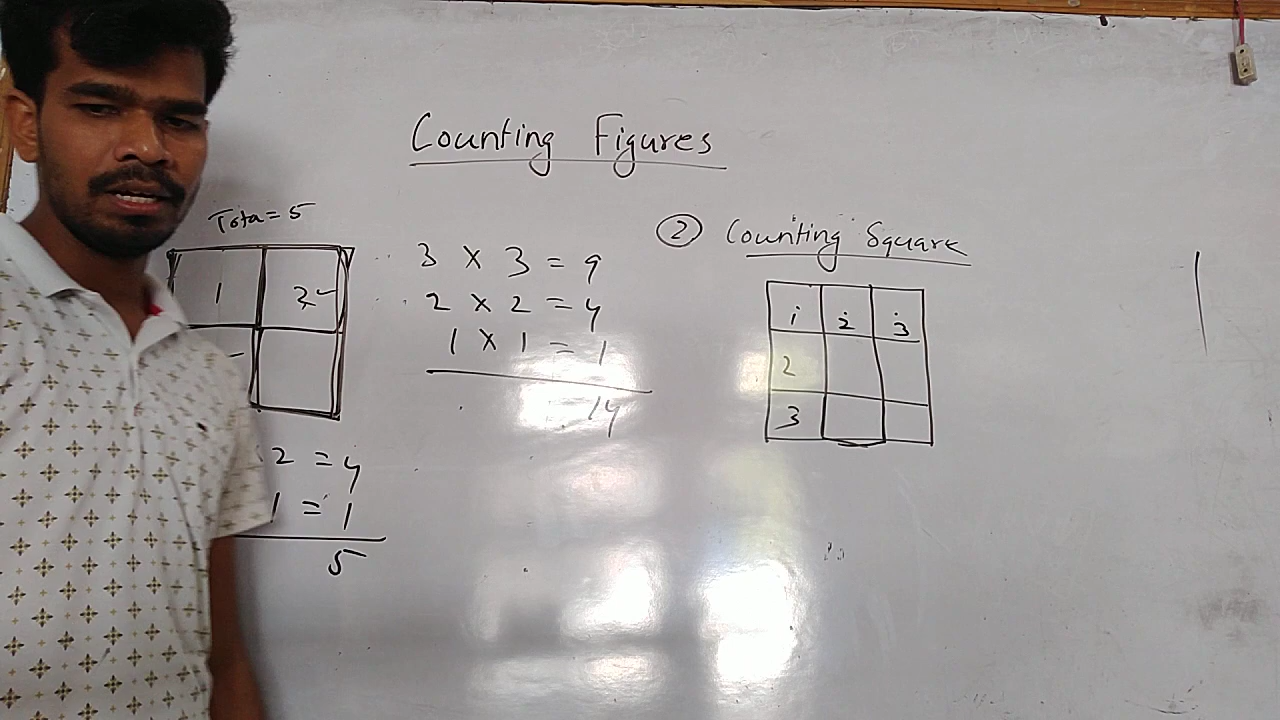 Counting Figures
Tota = 5
1 2
2 = 4
1 = 1
5
3 × 3 = 9
2 × 2 = 4
1 × 1 = 1
14
2 Counting Square
1 2 3
2
3